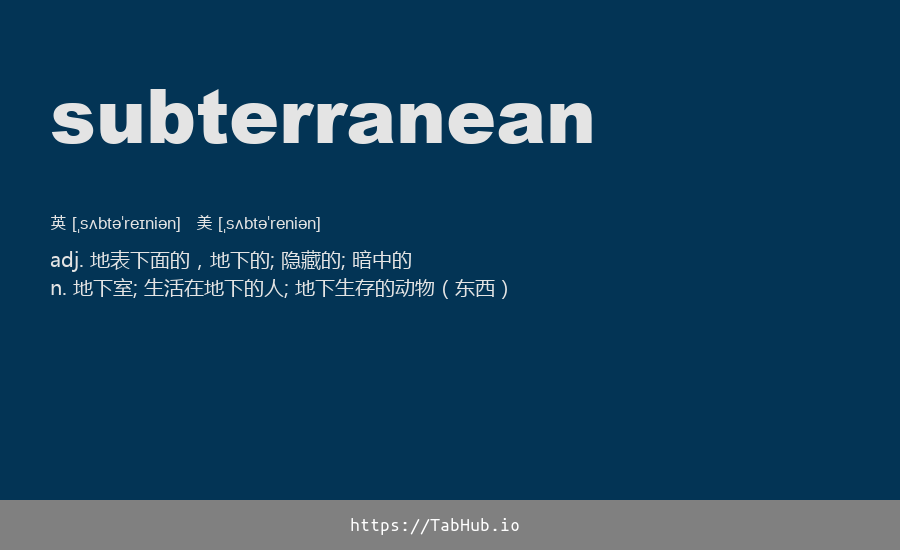 subterranean
英 [ˌsʌbtəˈreɪniən] 美 [ˌsʌbtəˈreniən]
adj. 地表下面的，地下的; 隐藏的; 暗中的
n. 地下室; 生活在地下的人; 地下生存的动物（东西）
https://TabHub.io